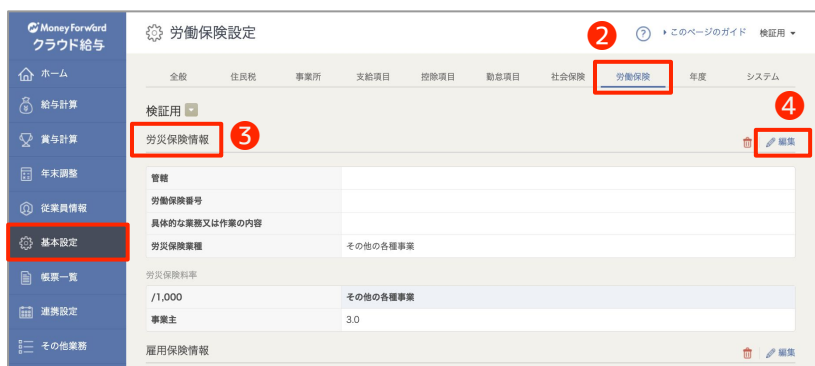 Money Forward
クラウド給与
労働保険設定
2
? このページのガイド 検証用
ホーム
給与計算
賞与計算
年末調整
従業員情報
基本設定
帳票一覧
連携設定
その他業務
全般 住民税 事業所 支給項目 控除項目 勤怠項目 社会保険 労働保険 年度 システム
検証用
4
労災保険情報 3
編集
管轄
労働保険番号
具体的な業務又は作業の内容
労災保険業種 その他の各種事業
労災保険料率
/1,000 その他の各種事業
事業主 3.0
雇用保険情報 編集